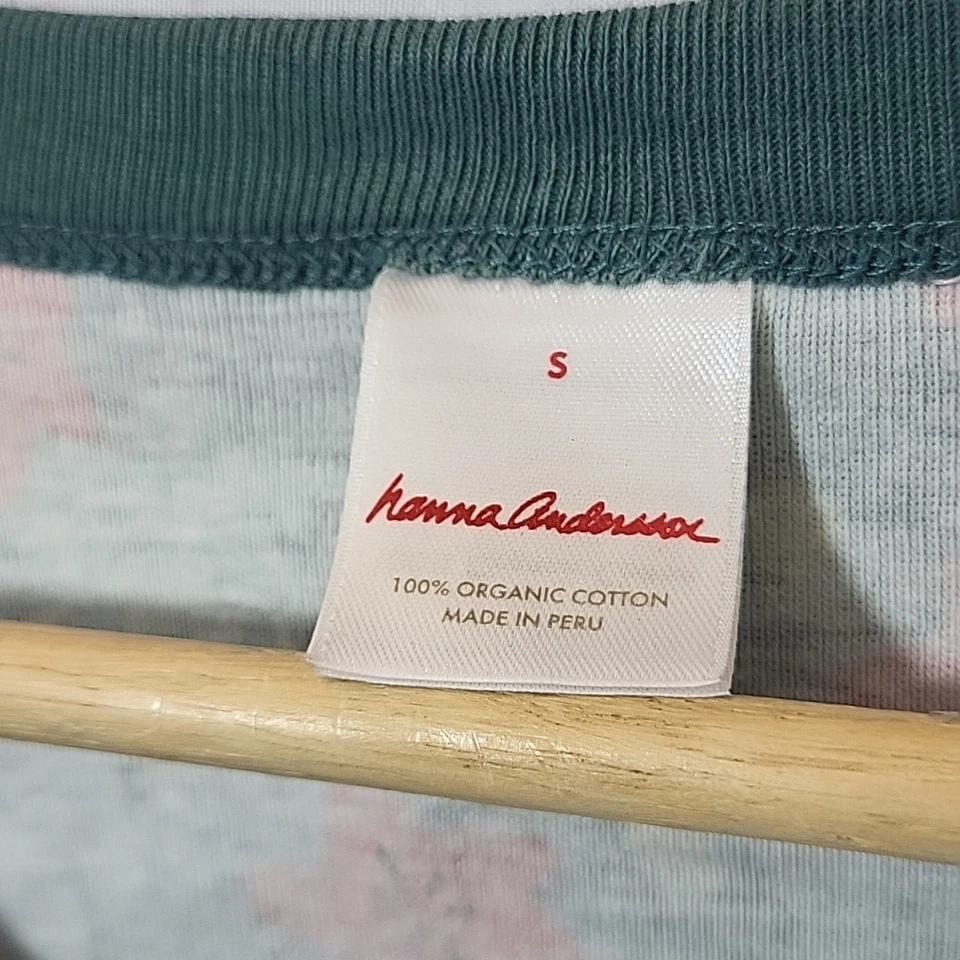 S
hanna Andersson
100% ORGANIC COTTON
MADE IN PERU